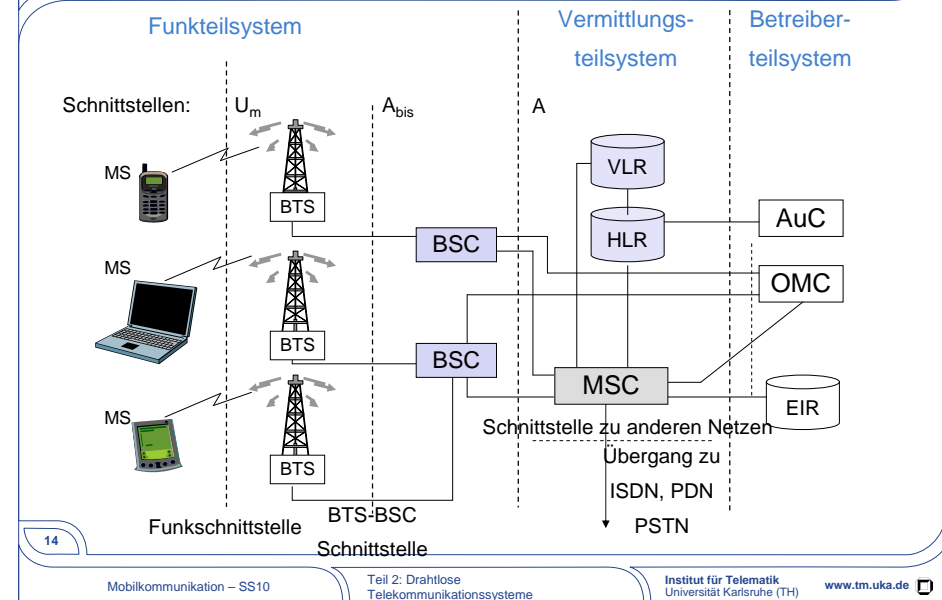 Funkteilsystem
Vermittlungs-
teilsystem
Betreiber-
teilsystem
Schnittstellen:
Um
Abis
A
MS
BTS
VLR
HLR
AuC
BSC
MS
OMC
BTS
BSC
MSC
EIR
MS
BTS
Schnittstelle zu anderen Netzen
Übergang zu
ISDN, PDN
PSTN
Funkschnittstelle
BTS-BSC
Schnittstelle
14
Mobilkommunikation – SS10
Teil 2: Drahtlose
Telekommunikationssysteme
Institut für Telematik
Universität Karlsruhe (TH)
www.tm.uka.de